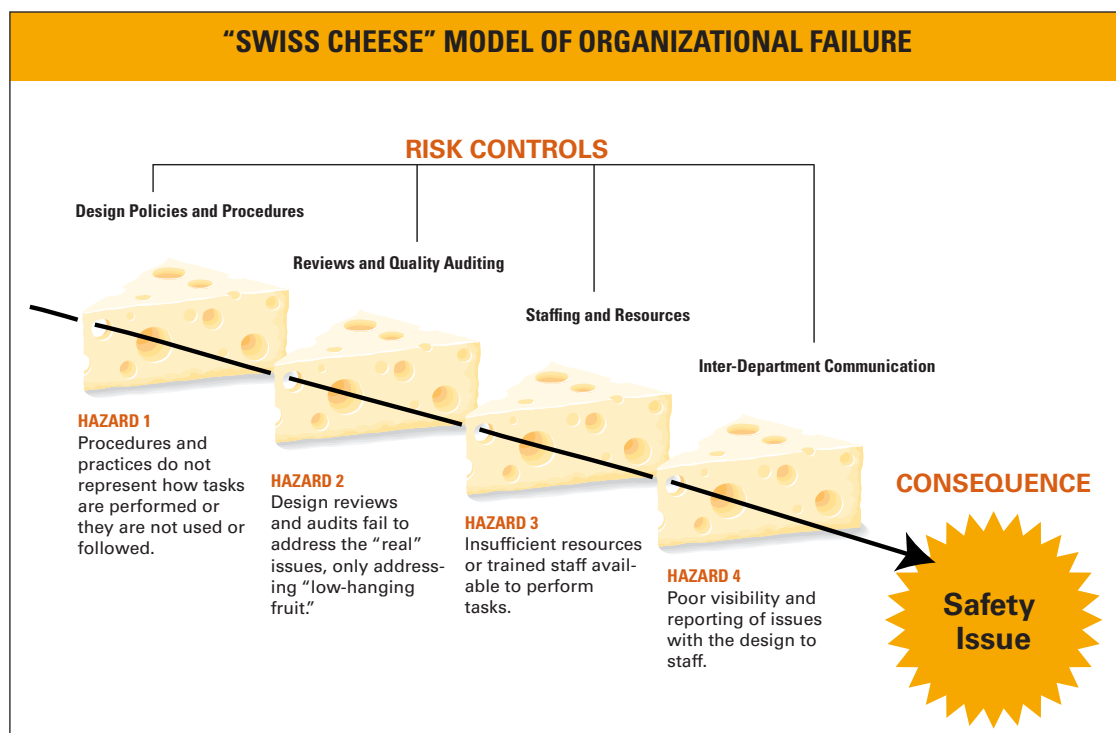 “SWISS CHEESE” MODEL OF ORGANIZATIONAL FAILURE
RISK CONTROLS
Design Policies and Procedures
Reviews and Quality Auditing
Staffing and Resources
Inter-Department Communication
HAZARD 1
Procedures and
practices do not
represent how tasks
are performed or
they are not used or
followed.
HAZARD 2
Design reviews
and audits fail to
address the “real”
issues, only address-
ing “low-hanging
fruit.”
HAZARD 3
Insufficient resources
or trained staff avail-
able to perform
tasks.
HAZARD 4
Poor visibility and
reporting of issues
with the design to
staff.
CONSEQUENCE
Safety
Issue